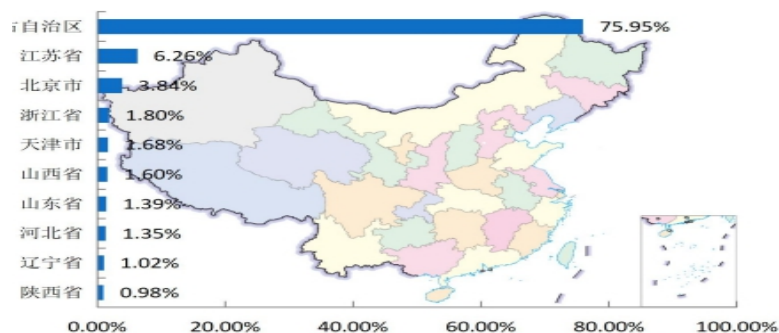 自治区 75.95%
江苏省 6.26%
北京市 3.84%
浙江省 1.80%
天津市 1.68%
山西省 1.60%
山东省 1.39%
河北省 1.35%
辽宁省 1.02%
陕西省 0.98%
0.00% 20.00% 40.00% 60.00% 80.00% 100.00%